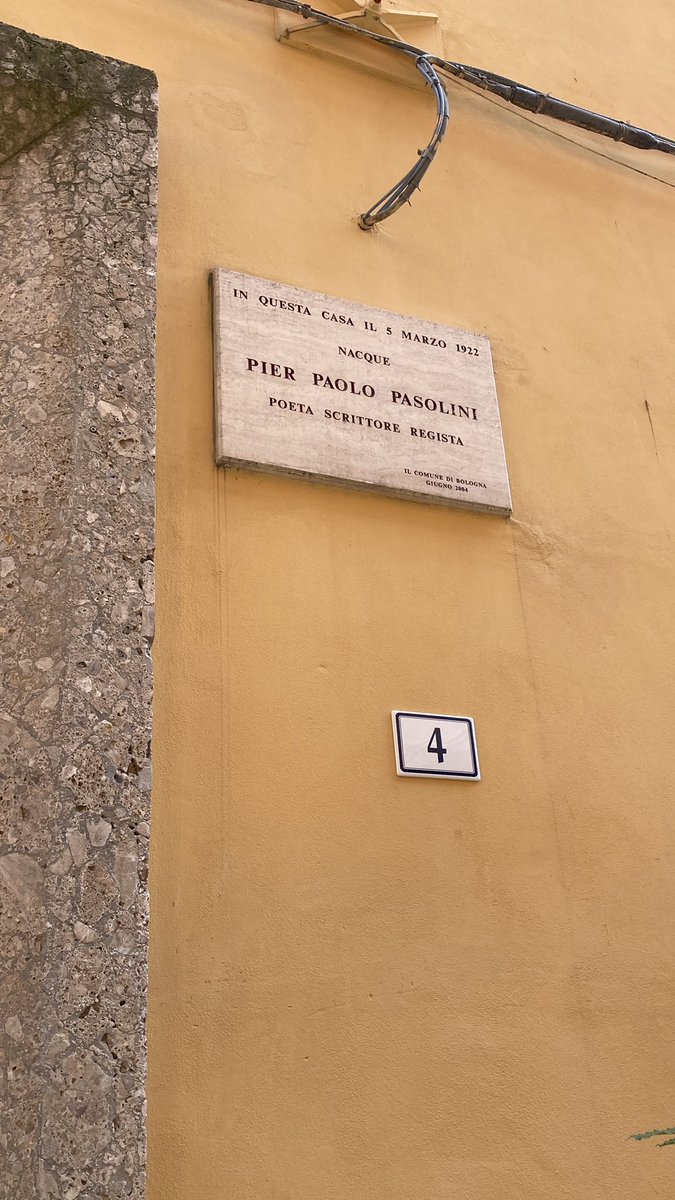 IN QUESTA CASA IL 5 MARZO 1922
NACQUE
PIER PAOLO PASOLINI
POETA SCRITTORE REGISTA
IL COMUNE DI BOLOGNA
GIUGNO 2004
4